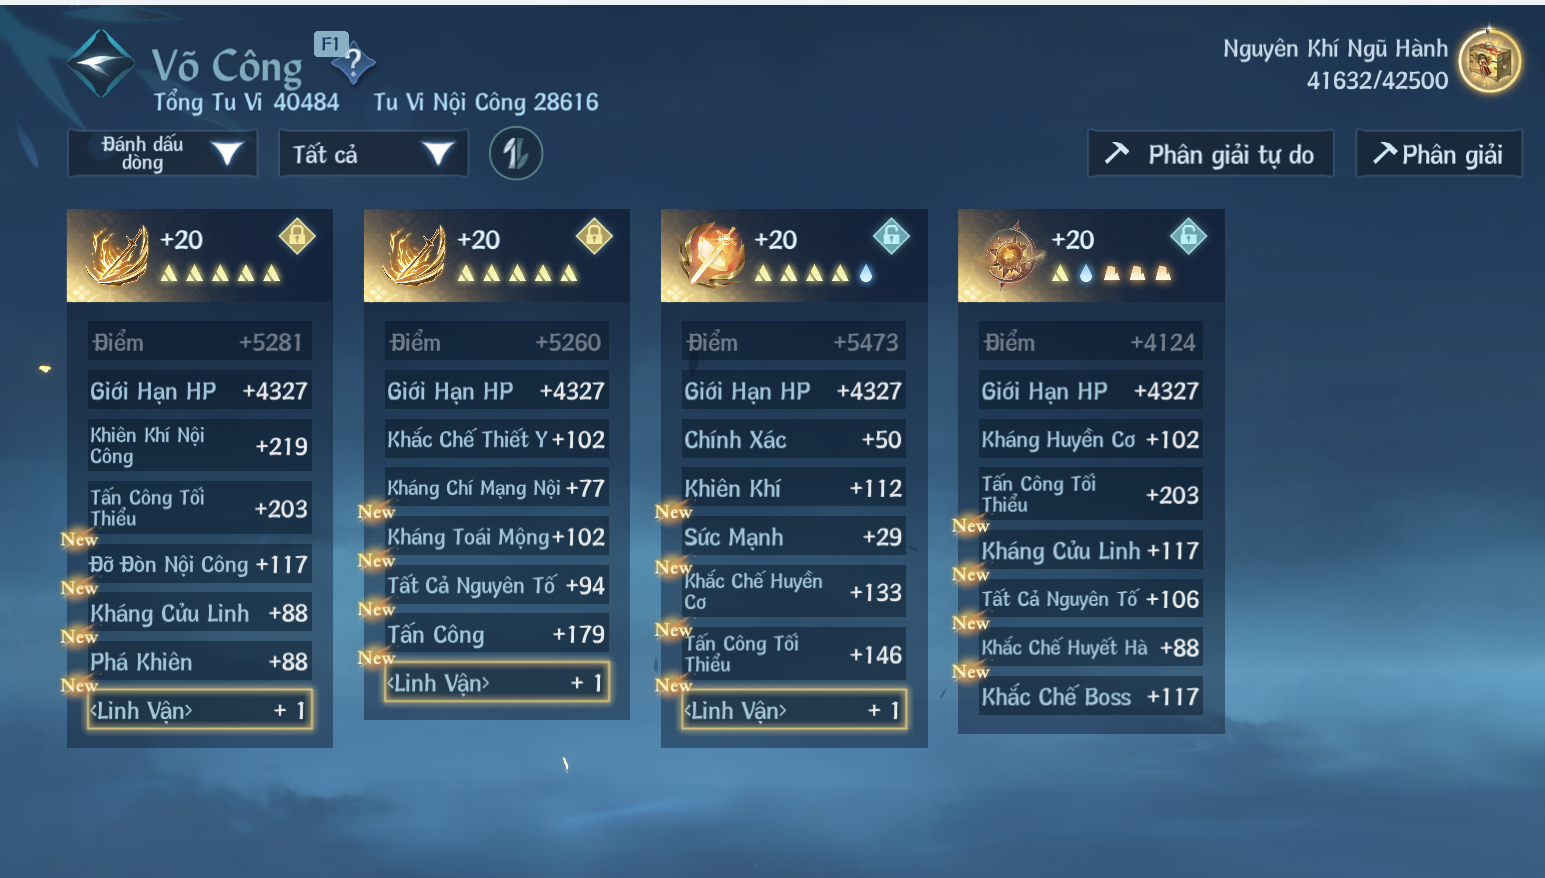 Võ Công
F1
?
Tổng Tu Vi 40484 Tu Vi Nội Công 28616
Nguyên Khí Ngũ Hành
41632/42500
Đánh dấu
dòng
Tất cả
Phân giải tự do
Phân giải
+20
Điểm +5281
Giới Hạn HP +4327
Khiên Khí Nội
Công +219
Tấn Công Tối
Thiểu +203
New
Đỡ Đòn Nội Công +117
New
Kháng Cửu Linh +88
New
Phá Khiên +88
New
<Linh Vận> + 1
+20
Điểm +5260
Giới Hạn HP +4327
Khắc Chế Thiết Y +102
Kháng Chí Mạng Nội +77
New
Kháng Toái Mộng +102
New
Tất Cả Nguyên Tố +94
New
Tấn Công +179
New
<Linh Vận> + 1
+20
Điểm +5473
Giới Hạn HP +4327
Chính Xác +50
Khiên Khí +112
New
Sức Mạnh +29
New
Khắc Chế Huyền
Cơ +133
New
Tấn Công Tối
Thiểu +146
New
<Linh Vận> + 1
+20
Điểm +4124
Giới Hạn HP +4327
Kháng Huyền Cơ +102
Tấn Công Tối
Thiểu +203
New
Kháng Cửu Linh +117
New
Tất Cả Nguyên Tố +106
New
Khắc Chế Huyết Hà +88
New
Khắc Chế Boss +117